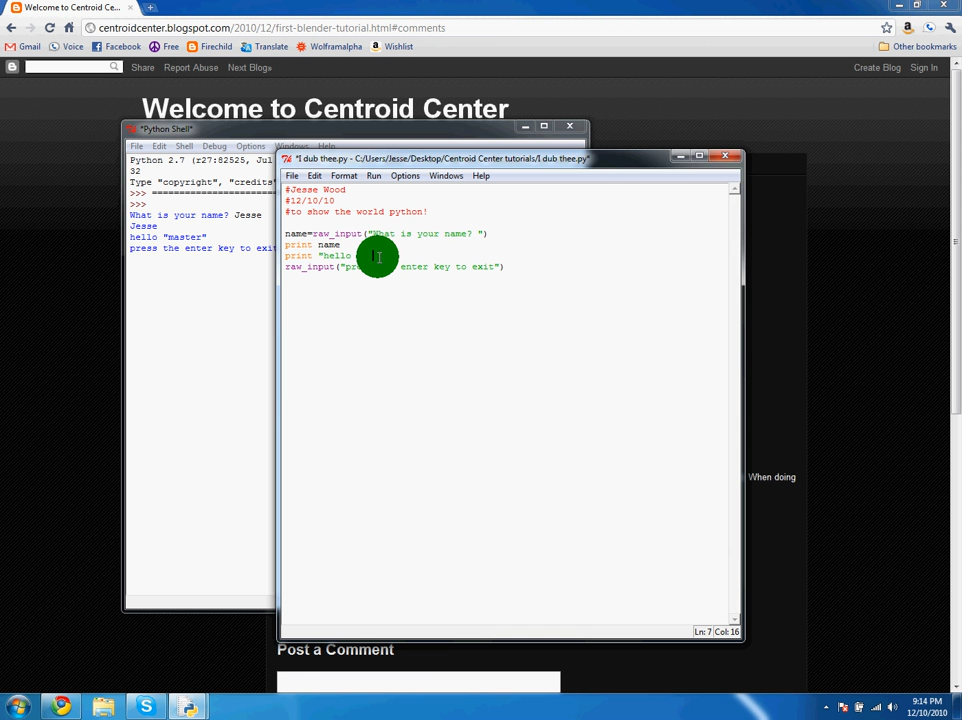 Welcome to Centroid Ce...
centroidcenter.blogspot.com/2010/12/first-blender-tutorial.html#comments
Gmail Voice Facebook Free Firechild Translate Wolframalpha Wishlist Other bookmarks
Share Report Abuse Next Blog» Create Blog Sign In
Welcome to Centroid Center
*Python Shell*
File Edit Shell Debug Options Windows Help
Python 2.7 (r27:82525, Jul
32
Type "copyright", "credits"
>>> ====================
>>>
What is your name? Jesse
Jesse
hello "master"
press the enter key to exit
*I dub thee.py - C:/Users/Jesse/Desktop/Centroid Center tutorials/I dub thee.py*
File Edit Format Run Options Windows Help
#Jesse Wood
#12/10/10
#to show the world python!
name=raw_input("What is your name? ")
print name
print "hello
raw_input("press enter key to exit")
Ln: 7 Col: 16
When doing
Post a Comment
9:14 PM
12/10/2010